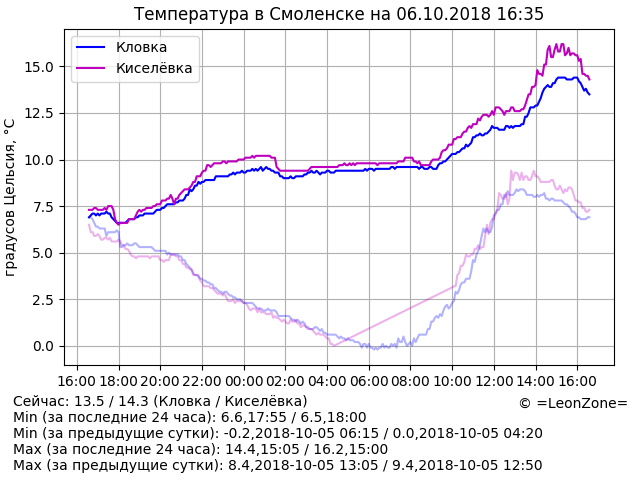 Температура в Смоленске на 06.10.2018 16:35
Кловка
Киселёвка
градусов Цельсия, °C
15.0
12.5
10.0
7.5
5.0
2.5
0.0
16:00 18:00 20:00 22:00 00:00 02:00 04:00 06:00 08:00 10:00 12:00 14:00 16:00
Сейчас: 13.5 / 14.3 (Кловка / Киселёвка)
© =LeonZone=
Min (за последние 24 часа): 6.6,17:55 / 6.5,18:00
Min (за предыдущие сутки): -0.2,2018-10-05 06:15 / 0.0,2018-10-05 04:20
Max (за последние 24 часа): 14.4,15:05 / 16.2,15:00
Max (за предыдущие сутки): 8.4,2018-10-05 13:05 / 9.4,2018-10-05 12:50